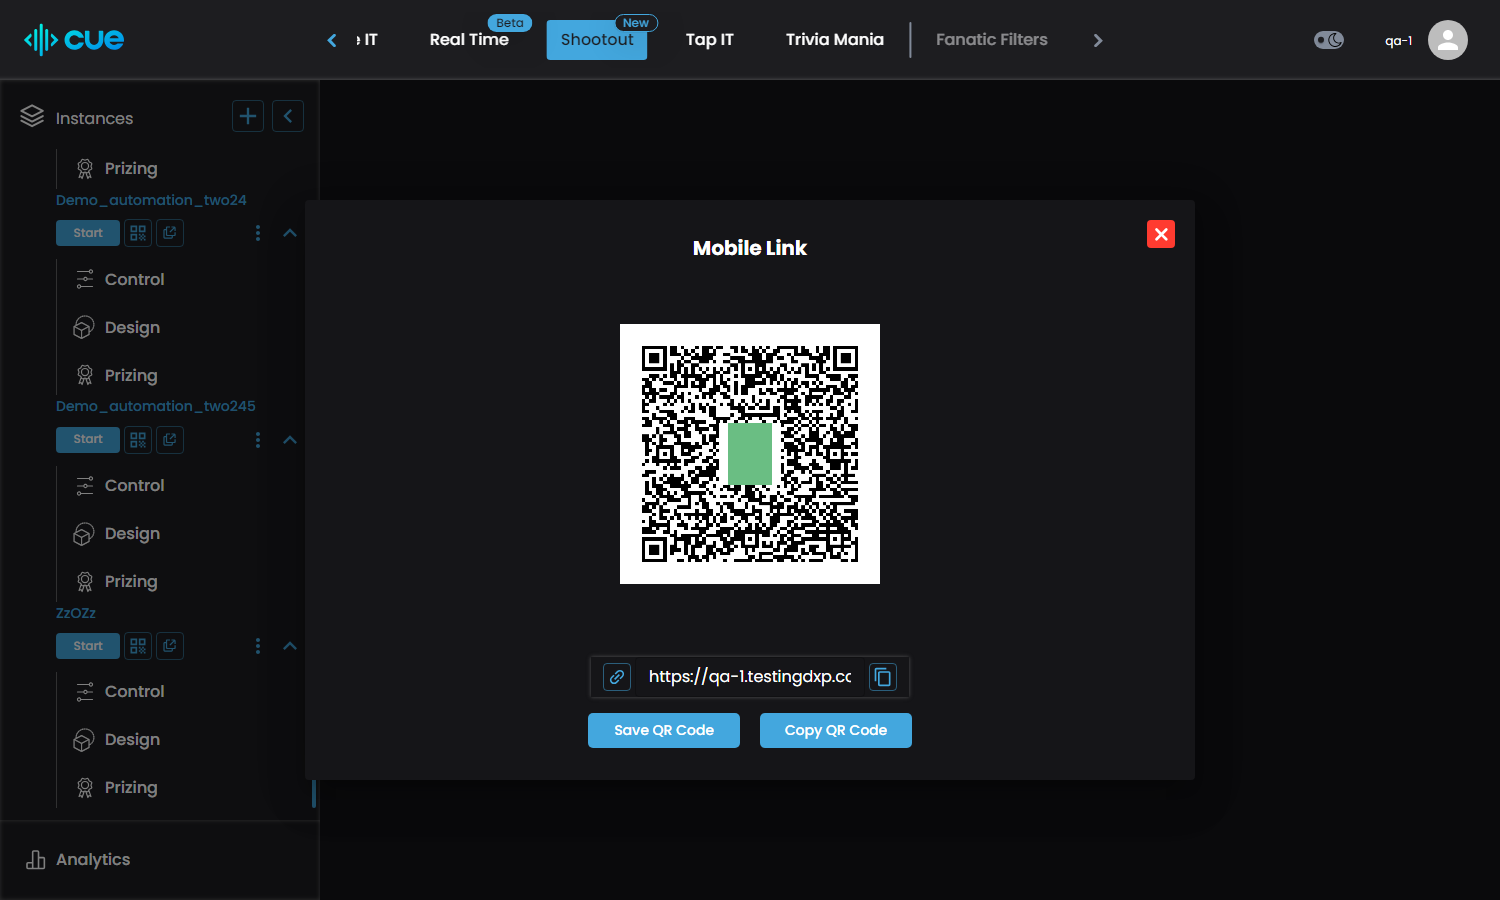 cue
Beta
New
e IT
Real Time
Shootout
Tap IT
Trivia Mania
Fanatic Filters
qa-1
Instances
Prizing
Demo_automation_two24
Start
Control
Design
Prizing
Demo_automation_two245
Start
Control
Design
Prizing
ZzOZz
Start
Control
Design
Prizing
Analytics
Mobile Link
https://qa-1.testingdxp.cc
Save QR Code
Copy QR Code